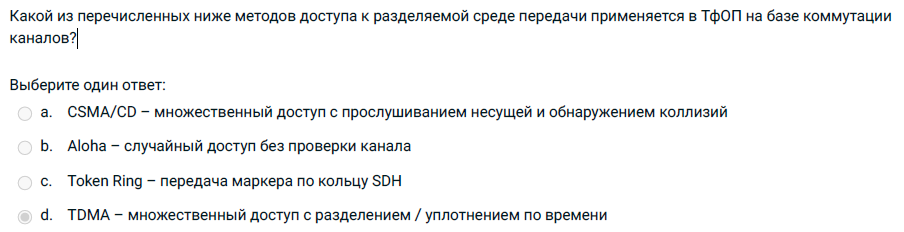 Какой из перечисленных ниже методов доступа к разделяемой среде передачи применяется в ТфОП на базе коммутации
каналов?
Выберите один ответ:
a. CSMA/CD – множественный доступ с прослушиванием несущей и обнаружением коллизий
b. Aloha – случайный доступ без проверки канала
c. Token Ring – передача маркера по кольцу SDH
d. TDMA – множественный доступ с разделением / уплотнением по времени